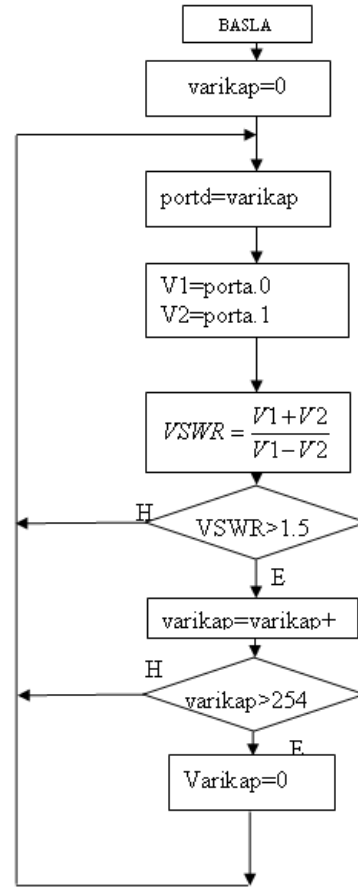 BASLA
varikap=0
portd=varikap
V1=porta.0
V2=porta.1
VSWR = \frac{V1+V2}{V1-V2}
H
VSWR>1.5
E
varikap=varikap+
H
varikap>254
E
Varikap=0